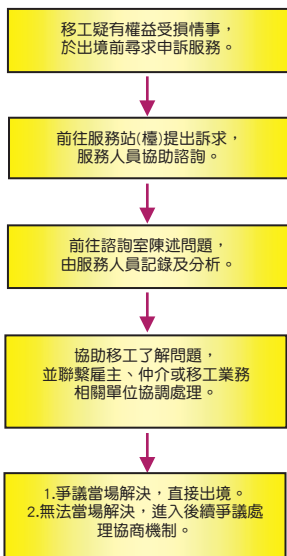 移工疑有權益受損情事，
於出境前尋求申訴服務。
前往服務站(檯)提出訴求，
服務人員協助諮詢。
前往諮詢室陳述問題，
由服務人員記錄及分析。
協助移工了解問題，
並聯繫雇主、仲介或移工業務
相關單位協調處理。
1.爭議當場解決，直接出境。
2.無法當場解決，進入後續爭議處
理協商機制。